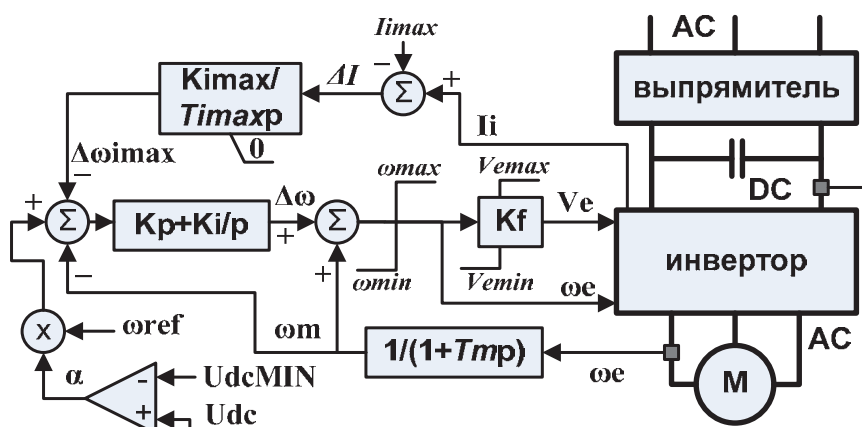 AC
выпрямитель
Iimax
−
+
Σ
ΔI
Kimax/
Timaxp
0
Ii
Δωimax
−
ωmax
Vemax
DC
+
Σ
−
Kp+Ki/p
Δω
+
Σ
+
Kf
Ve
ωmin
Vemin
инвертор
ωe
x
ωref
ωm
1/(1+Tmp)
ωe
AC
M
α
-
UdcMIN
+
Udc